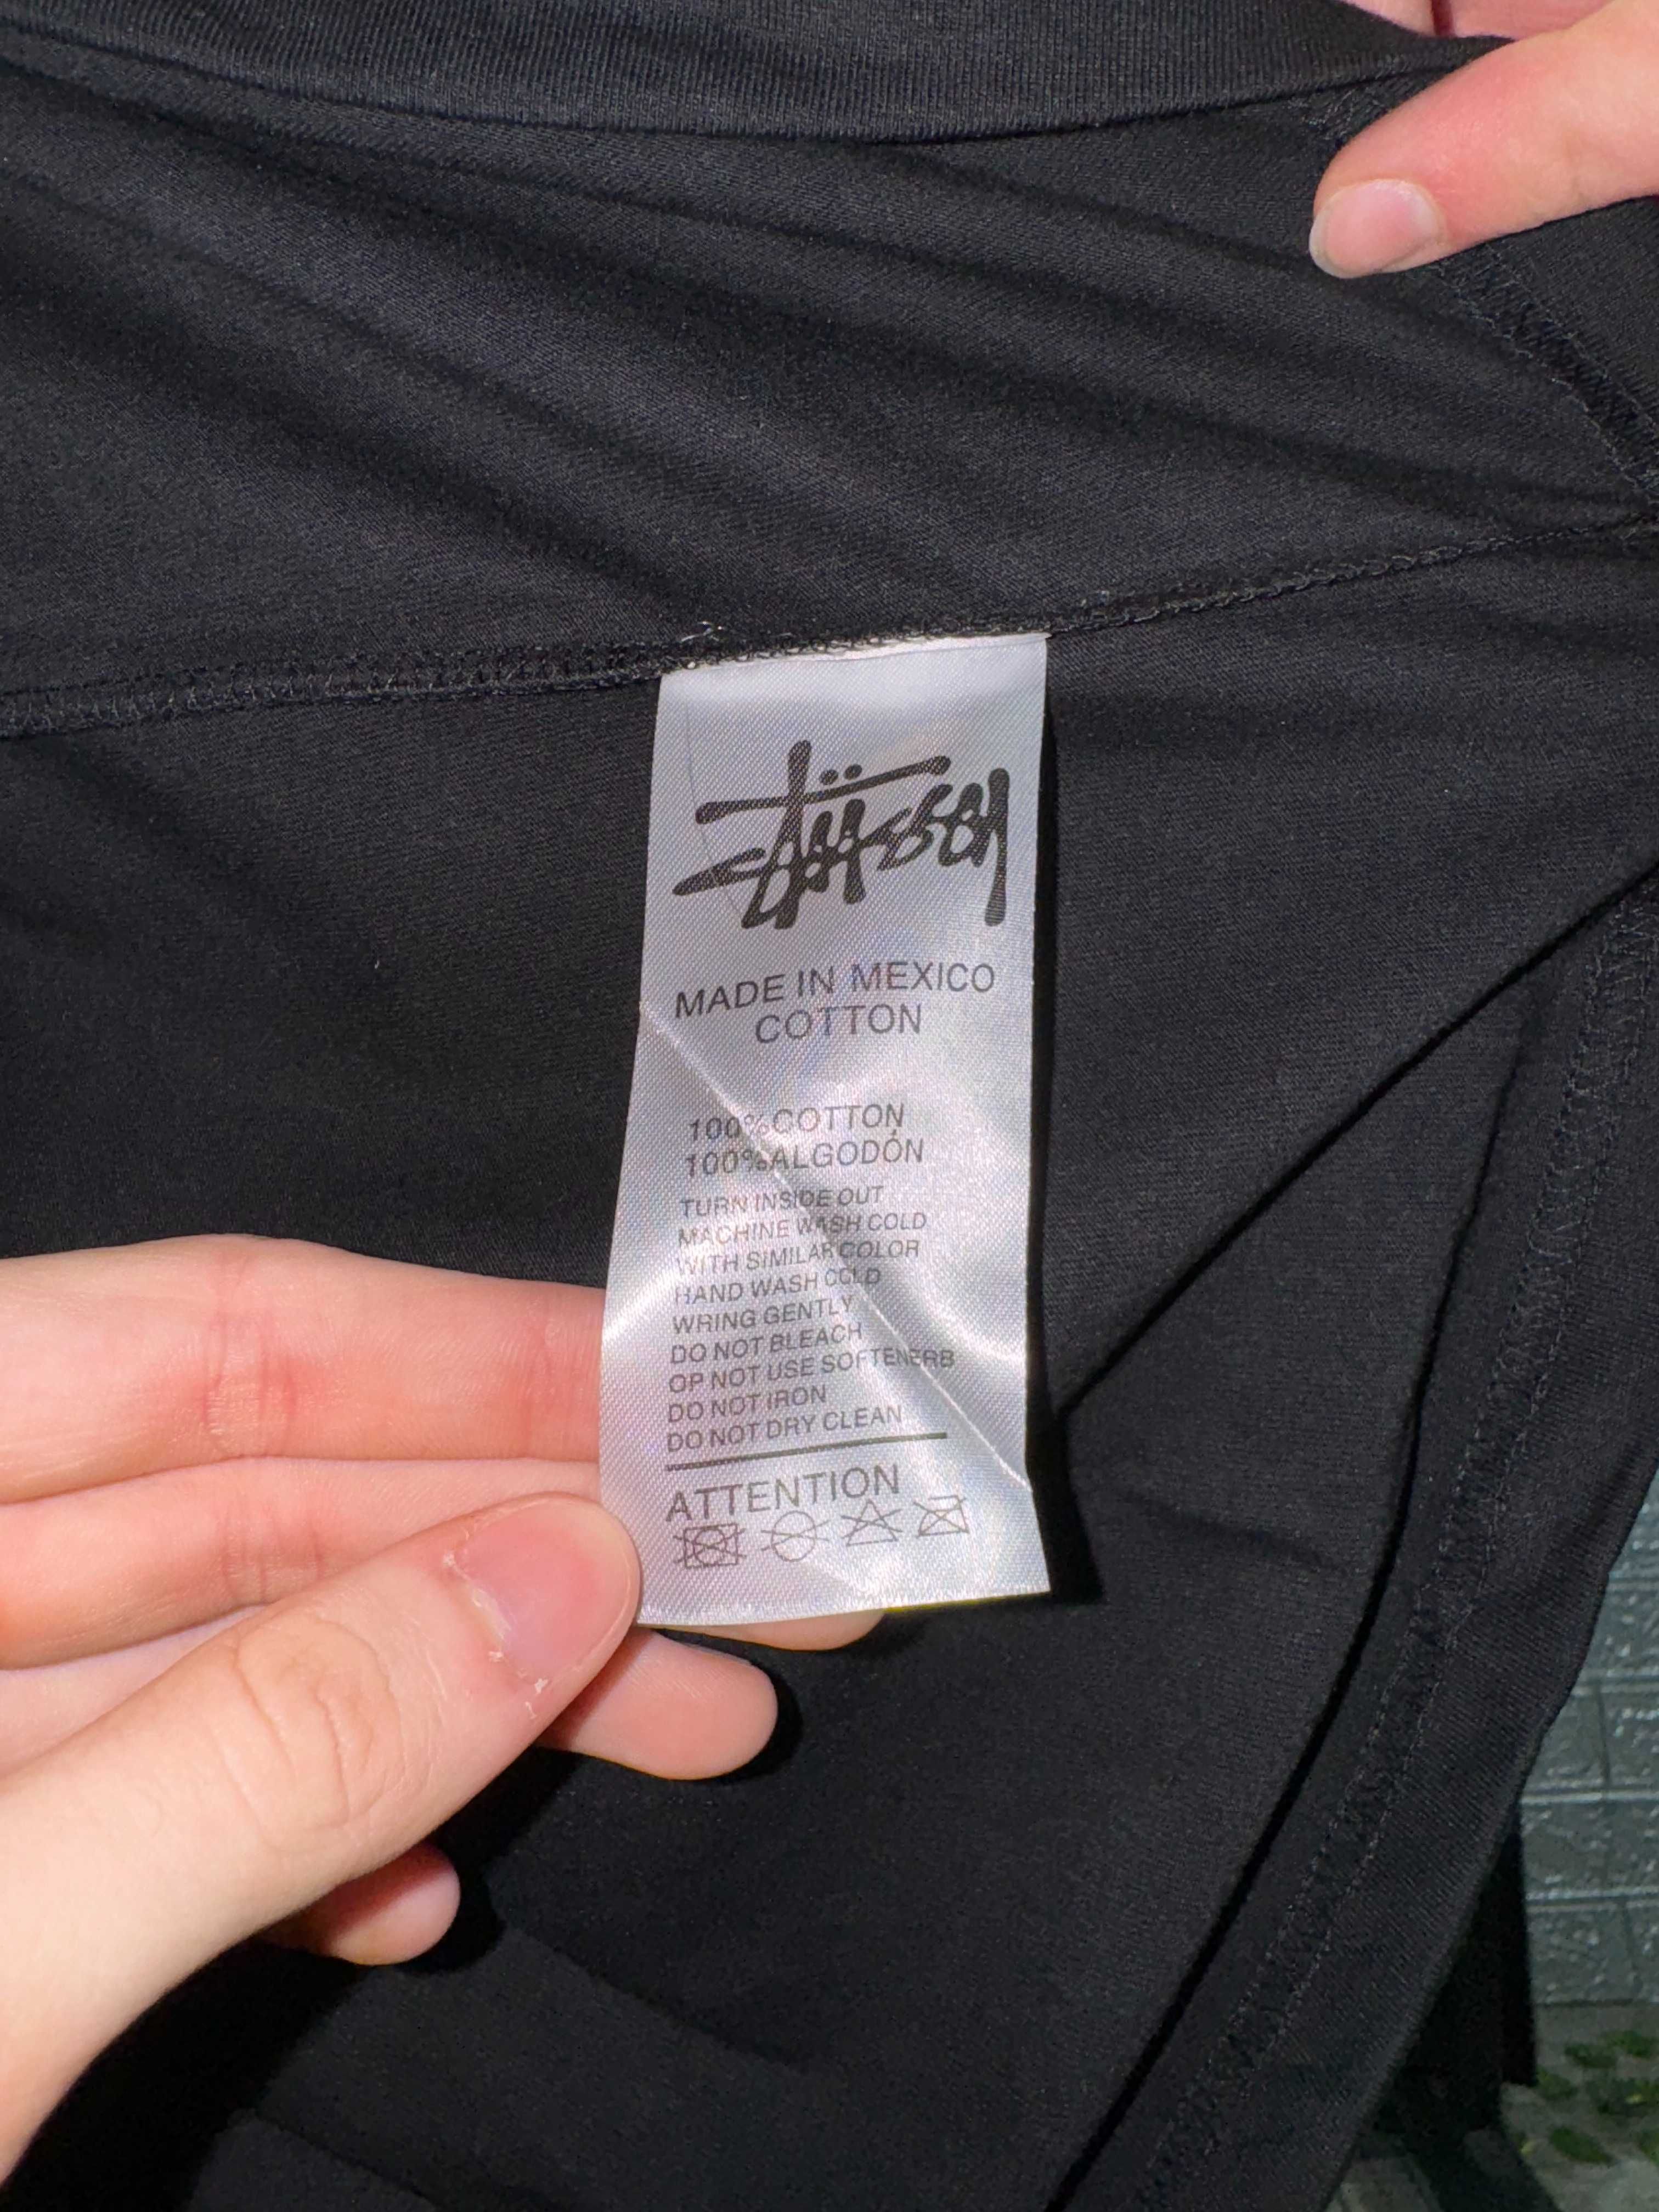 Stüssy
MADE IN MEXICO
COTTON
100%COTTON
100%ALGODÓN
TURN INSIDE OUT
MACHINE WASH COLD
WITH SIMILAR COLOR
HAND WASH COLD
WRING GENTLY
DO NOT BLEACH
OP NOT USE SOFTENERB
DO NOT IRON
DO NOT DRY CLEAN
ATTENTION